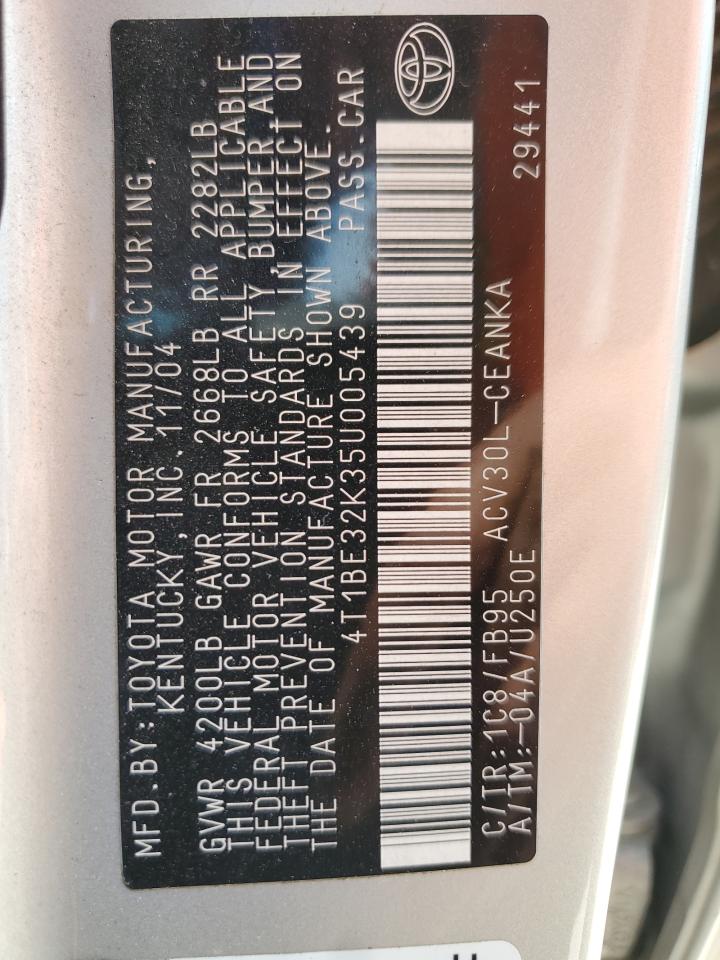 MFD.BY:TOYOTA MOTOR MANUFACTURING,
KENTUCKY, INC. 11/04
GVWR 4200LB GAWR FR 2668LB RR 2282LB
THIS VEHICLE CONFORMS TO ALL APPLICABLE
FEDERAL MOTOR VEHICLE SAFETY,BUMPER,AND
THEFT PREVENTION STANDARDS IN EFFECT ON
THE DATE OF MANUFACTURE SHOWN ABOVE.
4T1BE32K35U005439 PASS.CAR
C/TR:1C8/FB95 ACV30L-CEANKA
A/TM:-04A/U250E 29441